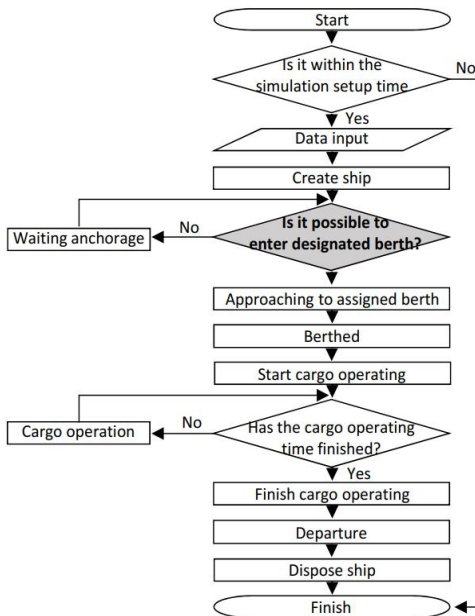 Start
Is it within the
simulation setup time
No
Yes
Data input
Create ship
Is it possible to
enter designated berth?
No
Waiting anchorage
Approaching to assigned berth
Berthed
Start cargo operating
Has the cargo operating
time finished?
No
Cargo operation
Yes
Finish cargo operating
Departure
Dispose ship
Finish